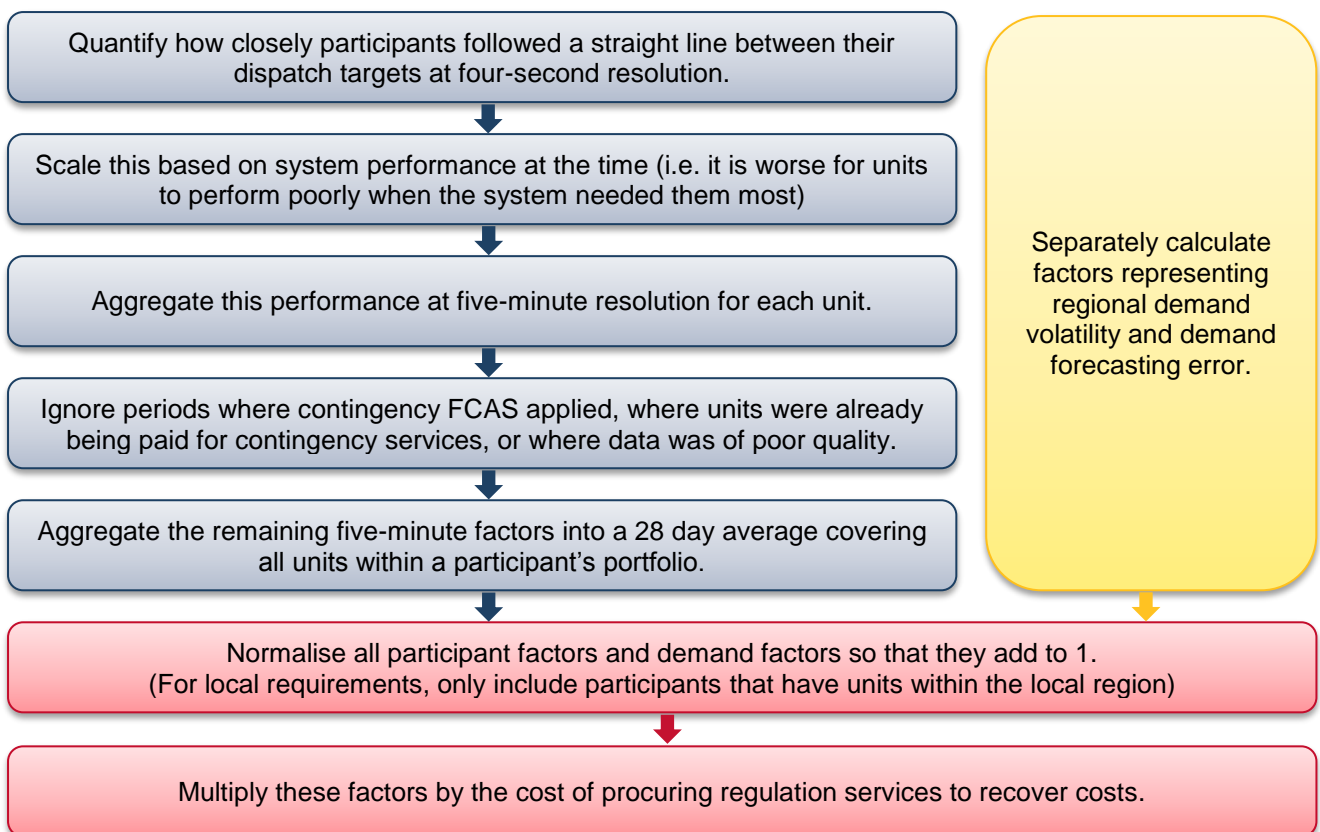 Quantify how closely participants followed a straight line between their
dispatch targets at four-second resolution.
Scale this based on system performance at the time (i.e. it is worse for units
to perform poorly when the system needed them most)
Aggregate this performance at five-minute resolution for each unit.
Ignore periods where contingency FCAS applied, where units were already
being paid for contingency services, or where data was of poor quality.
Aggregate the remaining five-minute factors into a 28 day average covering
all units within a participant’s portfolio.
Separately calculate
factors representing
regional demand
volatility and demand
forecasting error.
Normalise all participant factors and demand factors so that they add to 1.
(For local requirements, only include participants that have units within the local region)
Multiply these factors by the cost of procuring regulation services to recover costs.